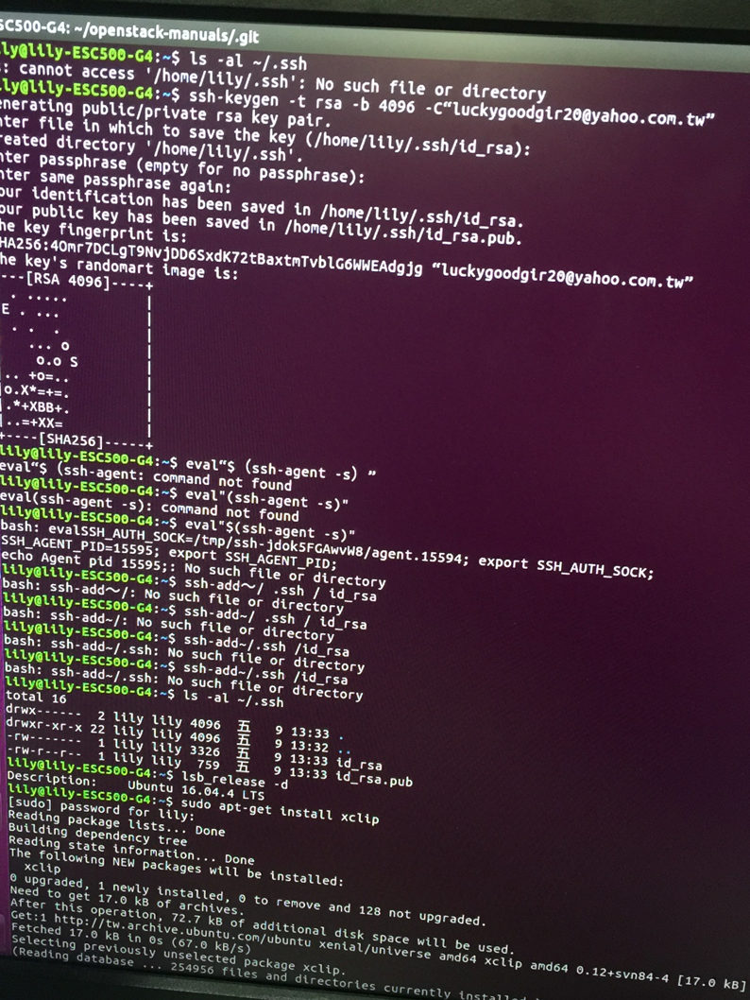 SC500-G4: ~/openstack-manuals/.git
ly@lily-ESC500-G4:~$ ls -al ~/.ssh
: cannot access '/home/lily/.ssh': No such file or directory
ly@lily-ESC500-G4:~$ ssh-keygen -t rsa -b 4096 -C“luckygoodgir20@yahoo.com.tw”
enerating public/private rsa key pair.
nter file in which to save the key (/home/lily/.ssh/id_rsa):
reated directory '/home/lily/.ssh'.
nter passphrase (empty for no passphrase):
nter same passphrase again:
our identification has been saved in /home/lily/.ssh/id_rsa.
our public key has been saved in /home/lily/.ssh/id_rsa.pub.
he key fingerprint is:
HA256:4Omr7DCLgT9NvjDD6SxdK72tBaxtmTvblG6WWEAdgjg “luckygoodgir20@yahoo.com.tw”
he key's randomart image is:
---[RSA 4096]----+
. ..... |
E . ... |
. . . |
... o |
o.o S |
.. +o=.. |
o.X*=+=. |
.*+XBB+. |
..=+XX= |
+----[SHA256]-----+
lily@lily-ESC500-G4:~$ eval“$ (ssh-agent -s) ”
eval“$ (ssh-agent: command not found
lily@lily-ESC500-G4:~$ eval"(ssh-agent -s)"
eval(ssh-agent -s): command not found
lily@lily-ESC500-G4:~$ eval"$(ssh-agent -s)"
bash: evalSSH_AUTH_SOCK=/tmp/ssh-jdok5FGAwvW8/agent.15594; export SSH_AUTH_SOCK;
SSH_AGENT_PID=15595; export SSH_AGENT_PID;
echo Agent pid 15595;: No such file or directory
lily@lily-ESC500-G4:~$ ssh-add～/ .ssh / id_rsa
bash: ssh-add～/: No such file or directory
lily@lily-ESC500-G4:~$ ssh-add~/ .ssh / id_rsa
bash: ssh-add~/: No such file or directory
lily@lily-ESC500-G4:~$ ssh-add~/.ssh /id_rsa
bash: ssh-add~/.ssh: No such file or directory
lily@lily-ESC500-G4:~$ ssh-add~/.ssh /id_rsa
bash: ssh-add~/.ssh: No such file or directory
lily@lily-ESC500-G4:~$ ls -al ~/.ssh
total 16
drwx------ 2 lily lily 4096 五 9 13:33 .
drwxr-xr-x 22 lily lily 4096 五 9 13:32 ..
-rw------- 1 lily lily 3326 五 9 13:33 id_rsa
-rw-r--r-- 1 lily lily 759 五 9 13:33 id_rsa.pub
lily@lily-ESC500-G4:~$ lsb_release -d
Description: Ubuntu 16.04.4 LTS
lily@lily-ESC500-G4:~$ sudo apt-get install xclip
[sudo] password for lily:
Reading package lists... Done
Building dependency tree
Reading state information... Done
The following NEW packages will be installed:
xclip
0 upgraded, 1 newly installed, 0 to remove and 128 not upgraded.
Need to get 17.0 kB of archives.
After this operation, 72.7 kB of additional disk space will be used.
Get:1 http://tw.archive.ubuntu.com/ubuntu xenial/universe amd64 xclip amd64 0.12+svn84-4 [17.0 kB]
Fetched 17.0 kB in 0s (67.0 kB/s)
Selecting previously unselected package xclip.
(Reading database ... 254956 files and directories currently installed